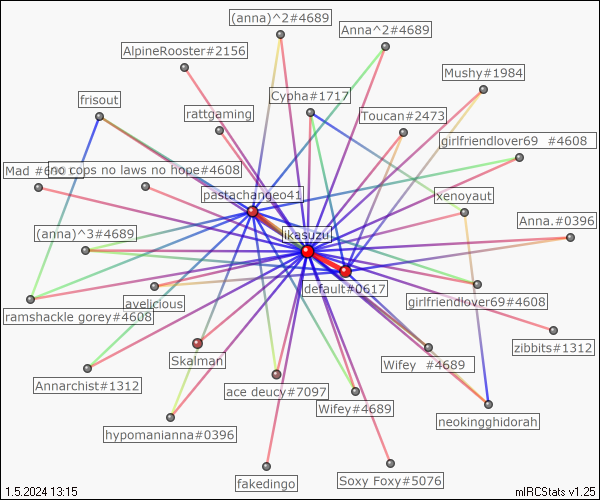 (anna)^2#4689
Anna^2#4689
AlpineRooster#2156
Mushy#1984
frisout
Cypha#1717
rattgaming
Toucan#2473
girlfriendlover69 #4608
Mad
no cops no laws no hope#4608
pastachangeo41
xenoyaut
Anna.#0396
(anna)^3#4689
ikasuzu
default#0617
avelicious
girlfriendlover69#4608
ramshackle gorey#4608
zibbits#1312
Skalman
Wifey #4689
Annarchist#1312
ace deucy#7097
Wifey#4689
neokingghidorah
hypomanianna#0396
fakedingo
Soxy Foxy#5076
1.5.2024 13:15
mIRCStats v1.25